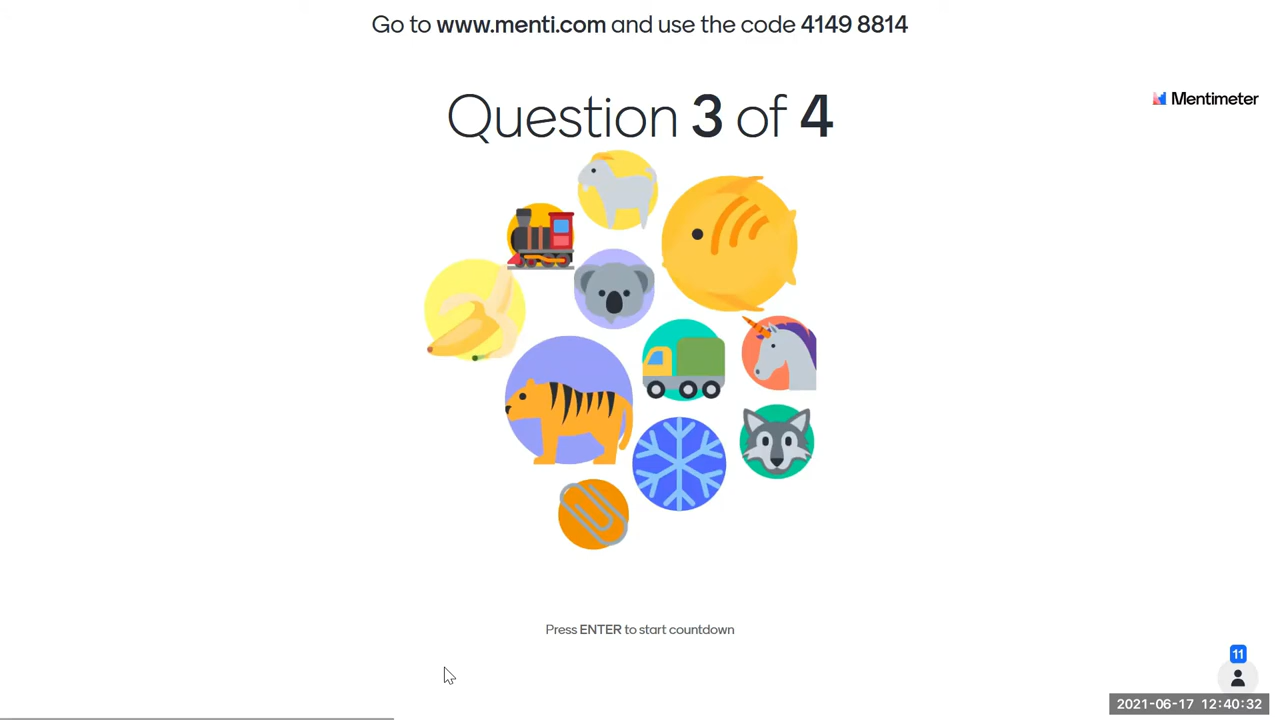 Go to www.menti.com and use the code 4149 8814
Mentimeter
Question 3 of 4
Press ENTER to start countdown
11
2021-06-17 12:40:32